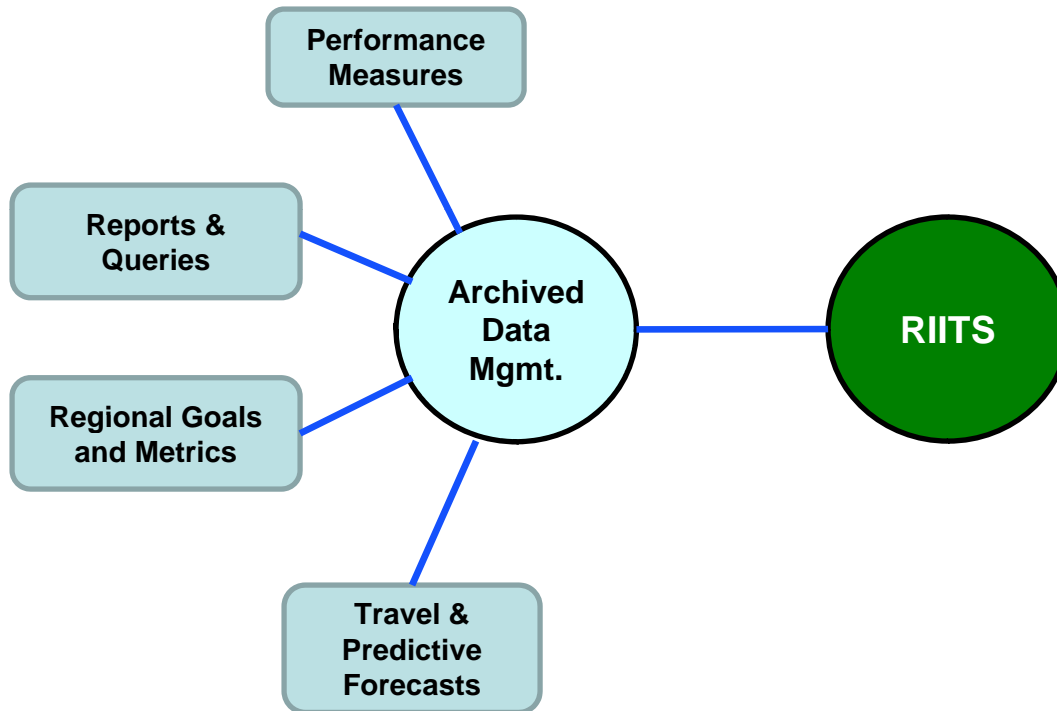 Performance
Measures
Reports &
Queries
Archived
Data
Mgmt.
RIITS
Regional Goals
and Metrics
Travel &
Predictive
Forecasts